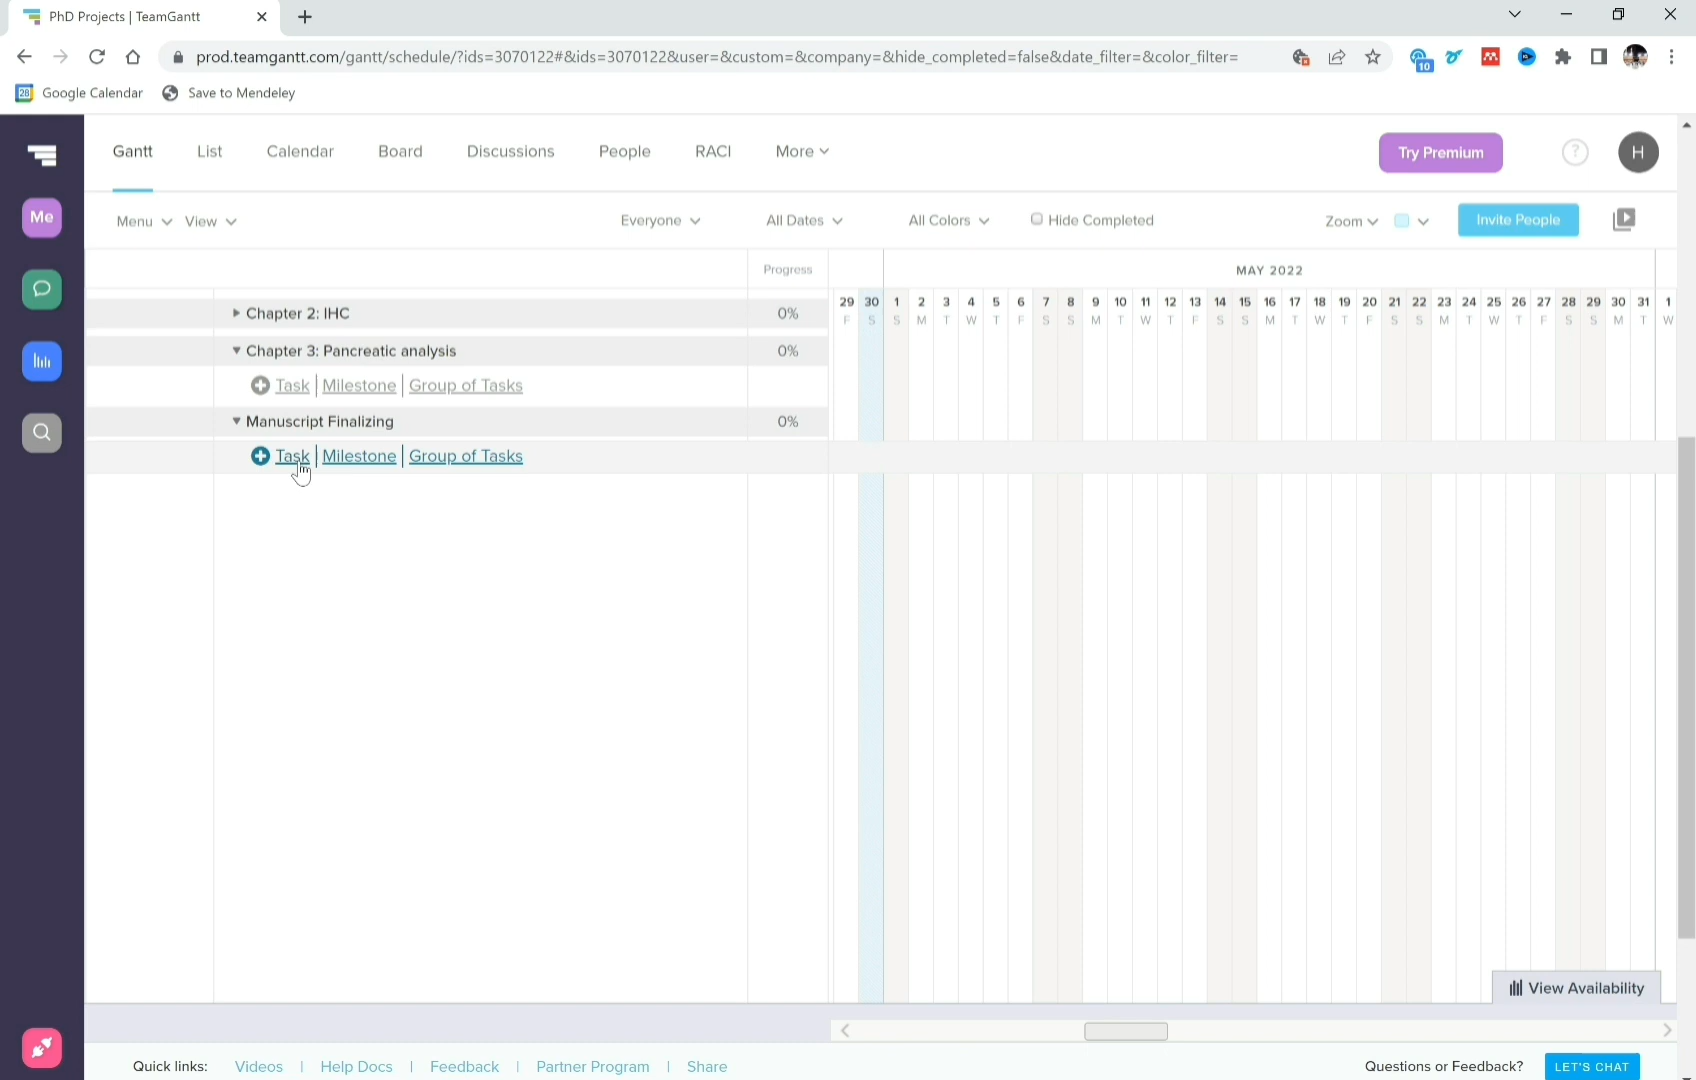 PhD Projects | TeamGantt
prod.teamgantt.com/gantt/schedule/?ids=3070122#&ids=3070122&user=&custom=&company=&hide_completed=false&date_filter=&color_filter=
10
28 Google Calendar Save to Mendeley
Gantt List Calendar Board Discussions People RACI More Try Premium ? H
Me
Menu View Everyone All Dates All Colors Hide Completed Zoom Invite People
Progress MAY 2022
29 30 1 2 3 4 5 6 7 8 9 10 11 12 13 14 15 16 17 18 19 20 21 22 23 24 25 26 27 28 29 30 31 1
F S S M T W T F S S M T W T F S S M T W T F S S M T W T F S S M T W
Chapter 2: IHC 0%
Chapter 3: Pancreatic analysis 0%
Task | Milestone | Group of Tasks
Manuscript Finalizing 0%
Task | Milestone | Group of Tasks
View Availability
Quick links: Videos | Help Docs | Feedback | Partner Program | Share Questions or Feedback? LET'S CHAT